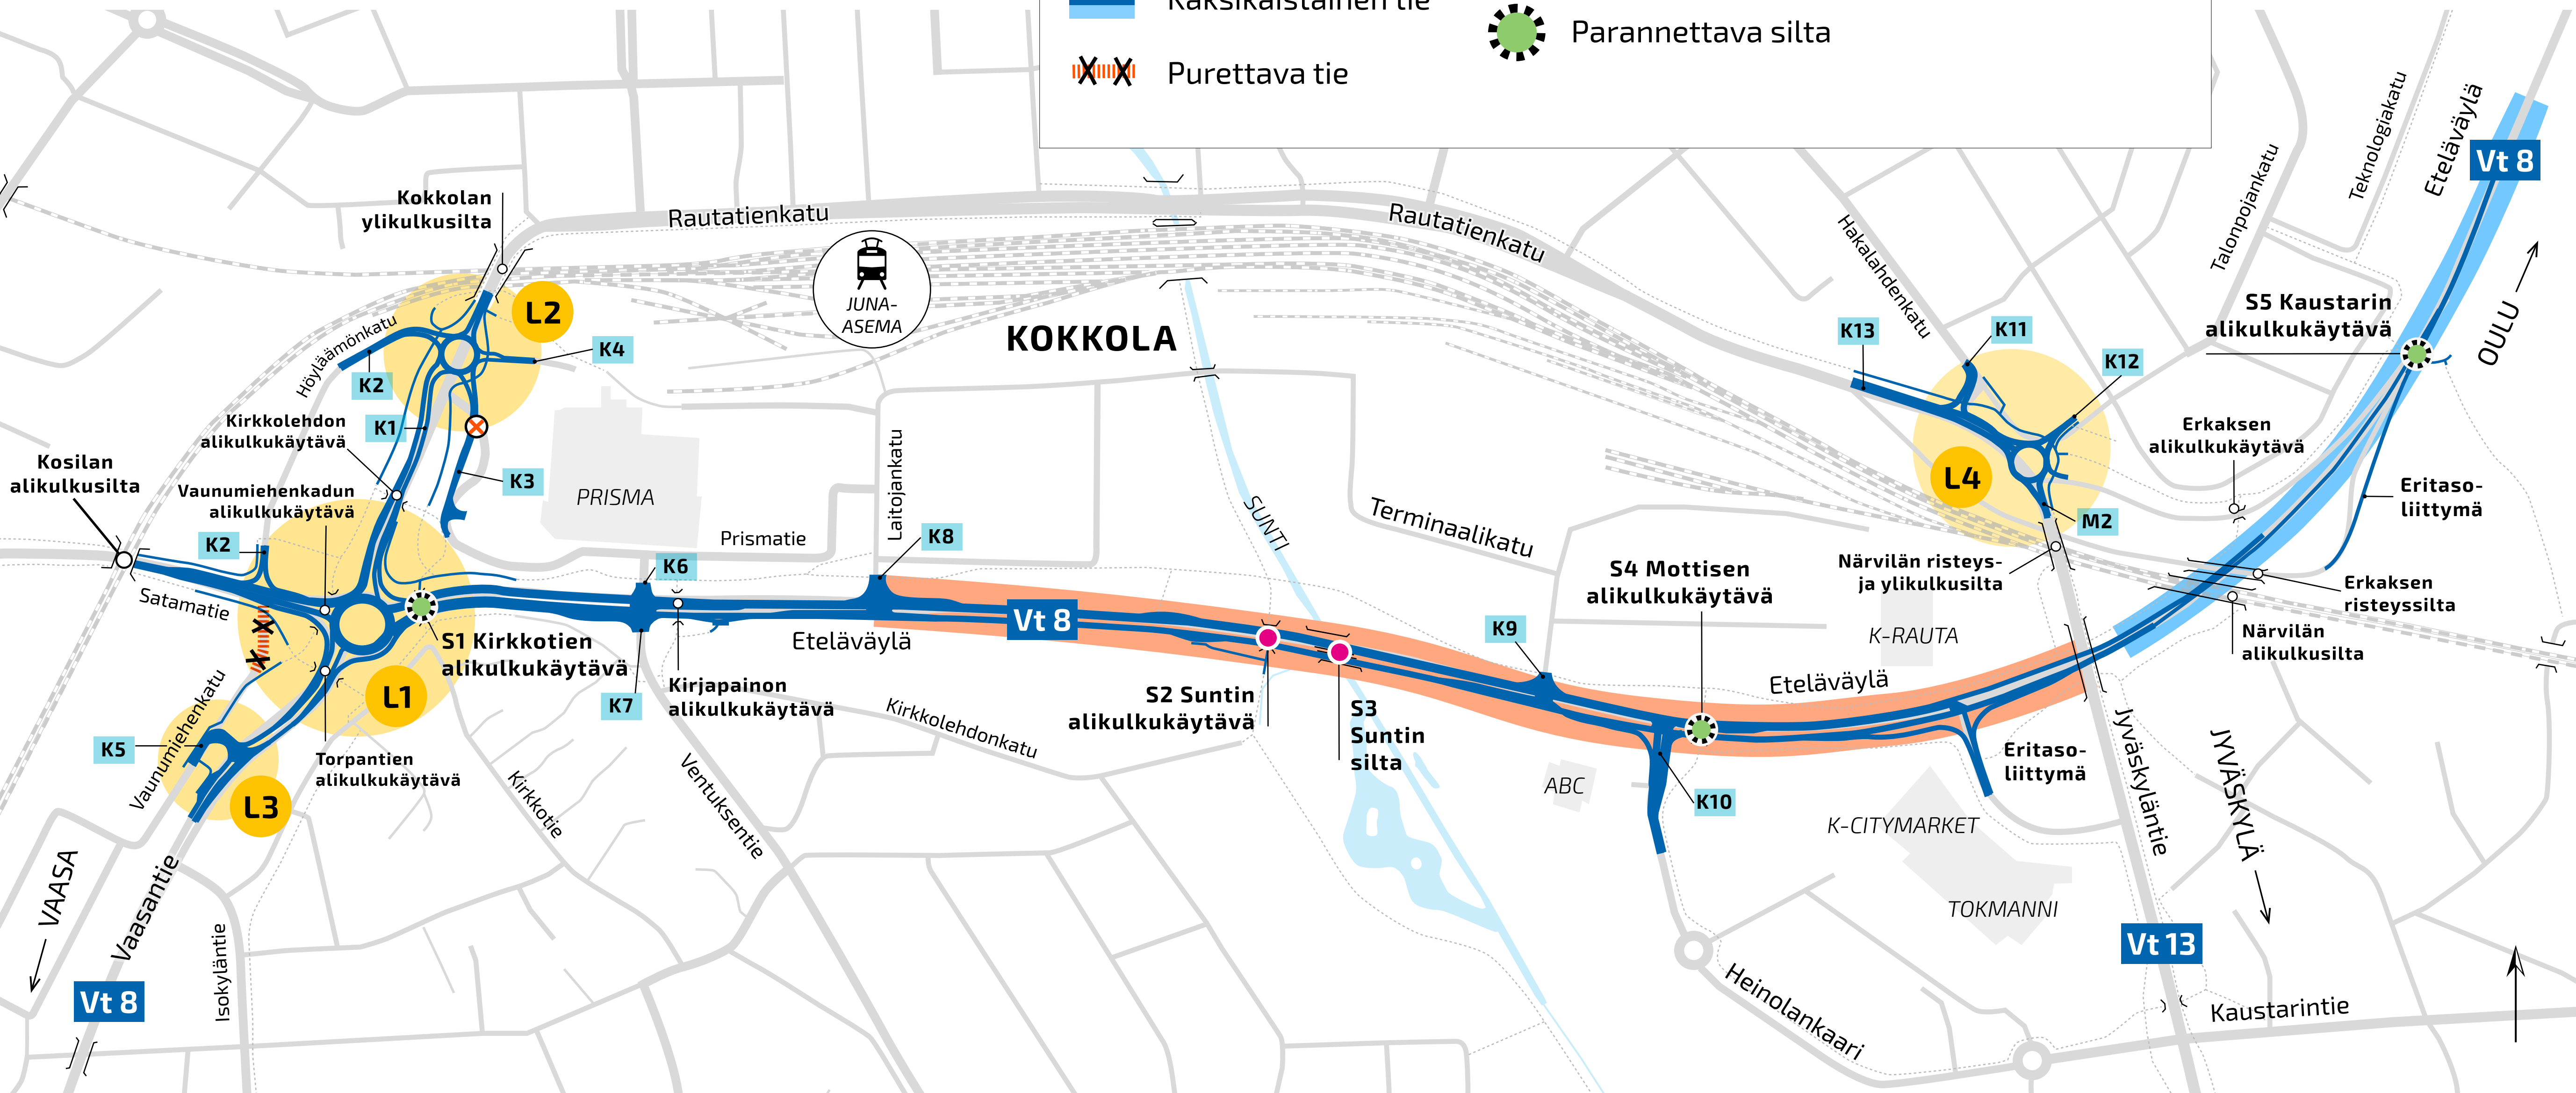 Kaksikaistainen tie
Parannettava silta
Purettava tie
Kokkolan
ylikulkusilta
Rautatienkatu
Rautatienkatu
JUNA-
ASEMA
KOKKOLA
L2
Höyläämönkatu
K4
K2
K1
Kirkkolehdon
alikulkukäytävä
Kosilan
alikulkusilta
Vaunumiehenkadun
alikulkukäytävä
K3
PRISMA
Prismatie
Laitojankatu
K2
Satamatie
K6
K8
SUNTI
Terminaalikatu
S1 Kirkkotien
alikulkukäytävä
L1
K7
Kirjapainon
alikulkukäytävä
Eteläväylä
Vt 8
Kirkkolehdonkatu
S2 Suntin
alikulkukäytävä
S3
Suntin
silta
K9
S4 Mottisen
alikulkukäytävä
ABC
K10
Vaunumiehenkatu
K5
L3
Torpantien
alikulkukäytävä
Kirkkotie
Ventuksentie
VAASA
Vaasantie
Isokyläntie
Vt 8
Hakalahdenkatu
Talonpojankatu
Teknologiakatu
Eteläväylä
Vt 8
OULU
S5 Kaustarin
alikulkukäytävä
K13
K11
K12
L4
M2
Erkaksen
alikulkukäytävä
Eritaso-
liittymä
Närvilän risteys-
ja ylikulkusilta
K-RAUTA
Erkaksen
risteyssilta
Närvilän
alikulkusilta
Eteläväylä
Eritaso-
liittymä
K-CITYMARKET
TOKMANNI
Jyväskyläntie
JYVÄSKYLÄ
Vt 13
Heinolankaari
Kaustarintie